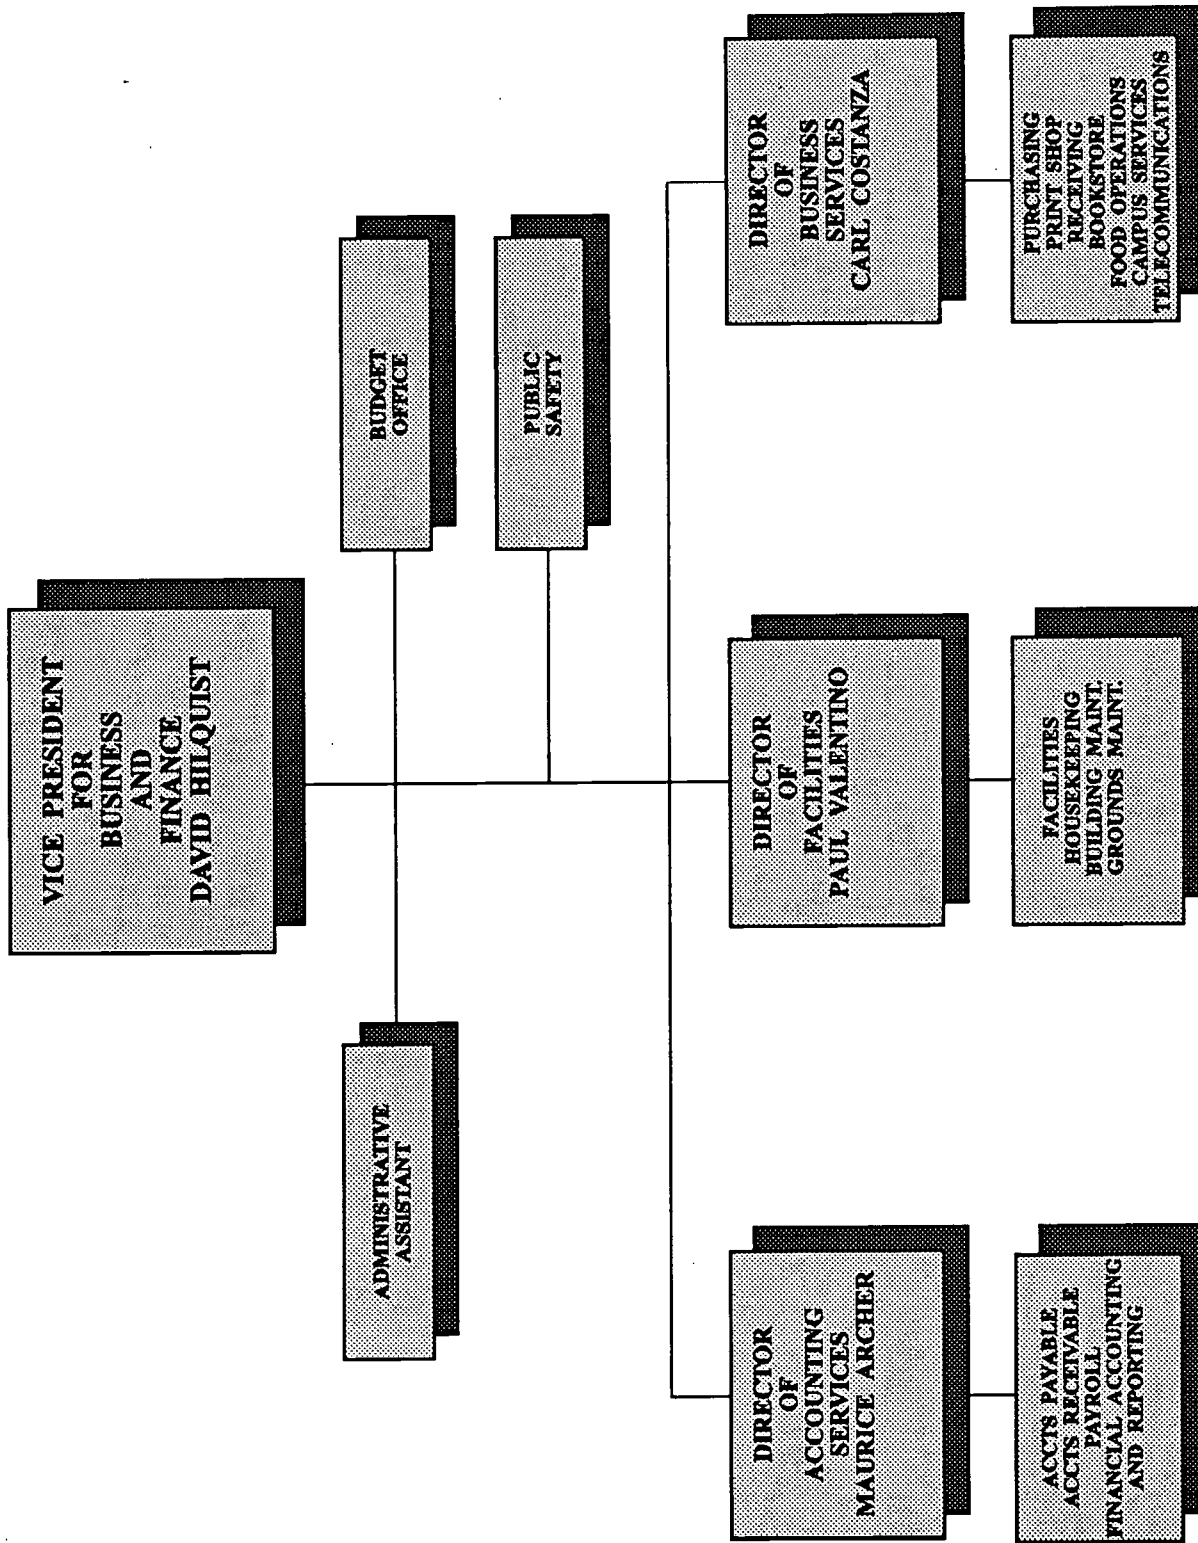 VICE PRESIDENT
FOR
BUSINESS
AND
FINANCE
DAVID BILQUIST
ADMINISTRATIVE
ASSISTANT
BUDGET
OFFICE
PUBLIC
SAFETY
DIRECTOR
OF
ACCOUNTING
SERVICES
MAURICE ARCHER
DIRECTOR
OF
FACILITIES
PAUL VALENTINO
DIRECTOR
OF
BUSINESS
SERVICES
CARL COSTANZA
ACCTS PAYABLE
ACCTS RECEIVABLE
PAYROLL
FINANCIAL ACCOUNTING
AND REPORTING
FACILITIES
HOUSEKEEPING
BUILDING MAINT.
GROUNDS MAINT.
PURCHASING
PRINT SHOP
RECEIVING
BOOKSTORE
FOOD OPERATIONS
CAMPUS SERVICES
TELECOMMUNICATIONS